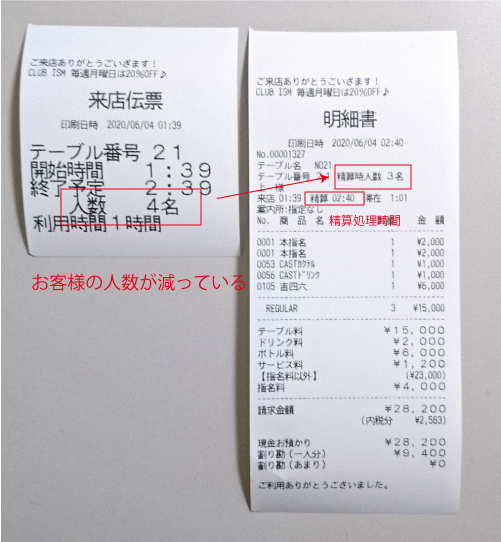 ご来店ありがとうございます！
CLUB ISM 毎週月曜日は20%OFF♪
来店伝票
印刷日時 2020/06/04 01:39
テーブル番号 21
開始時間 1:39
終了予定 2:39
人数 4名
利用時間1時間
お客様の人数が減っている
ご来店ありがとうございます！
CLUB ISM 毎週月曜日は20%OFF♪
明細書
印刷日時 2020/06/04 02:40
No.00001327
テーブル名 N021
テーブル番号 21 精算時人数 3名
上 様
来店 01:39 精算 02:40 滞在 1:01
案内所:指定なし
精算処理時間
No. 商 品 名 金 額
0001 本指名 1 ¥2,000
0001 本指名 1 ¥2,000
0053 CASTカクテル 1 ¥1,000
0056 CASTドリンク 1 ¥1,000
0105 吉四六 1 ¥6,000
REGULAR 3 ¥15,000
テーブル料 ¥15,000
ドリンク料 ¥2,000
ボトル料 ¥6,000
サービス料 ¥1,200
【指名料以外】 (¥23,000)
指名料 ¥4,000
請求金額 ¥28,200
(内税分 ¥2,563)
現金お預かり ¥28,200
割り勘(一人分) ¥9,400
割り勘(あまり) ¥0
ご利用ありがとうございました。